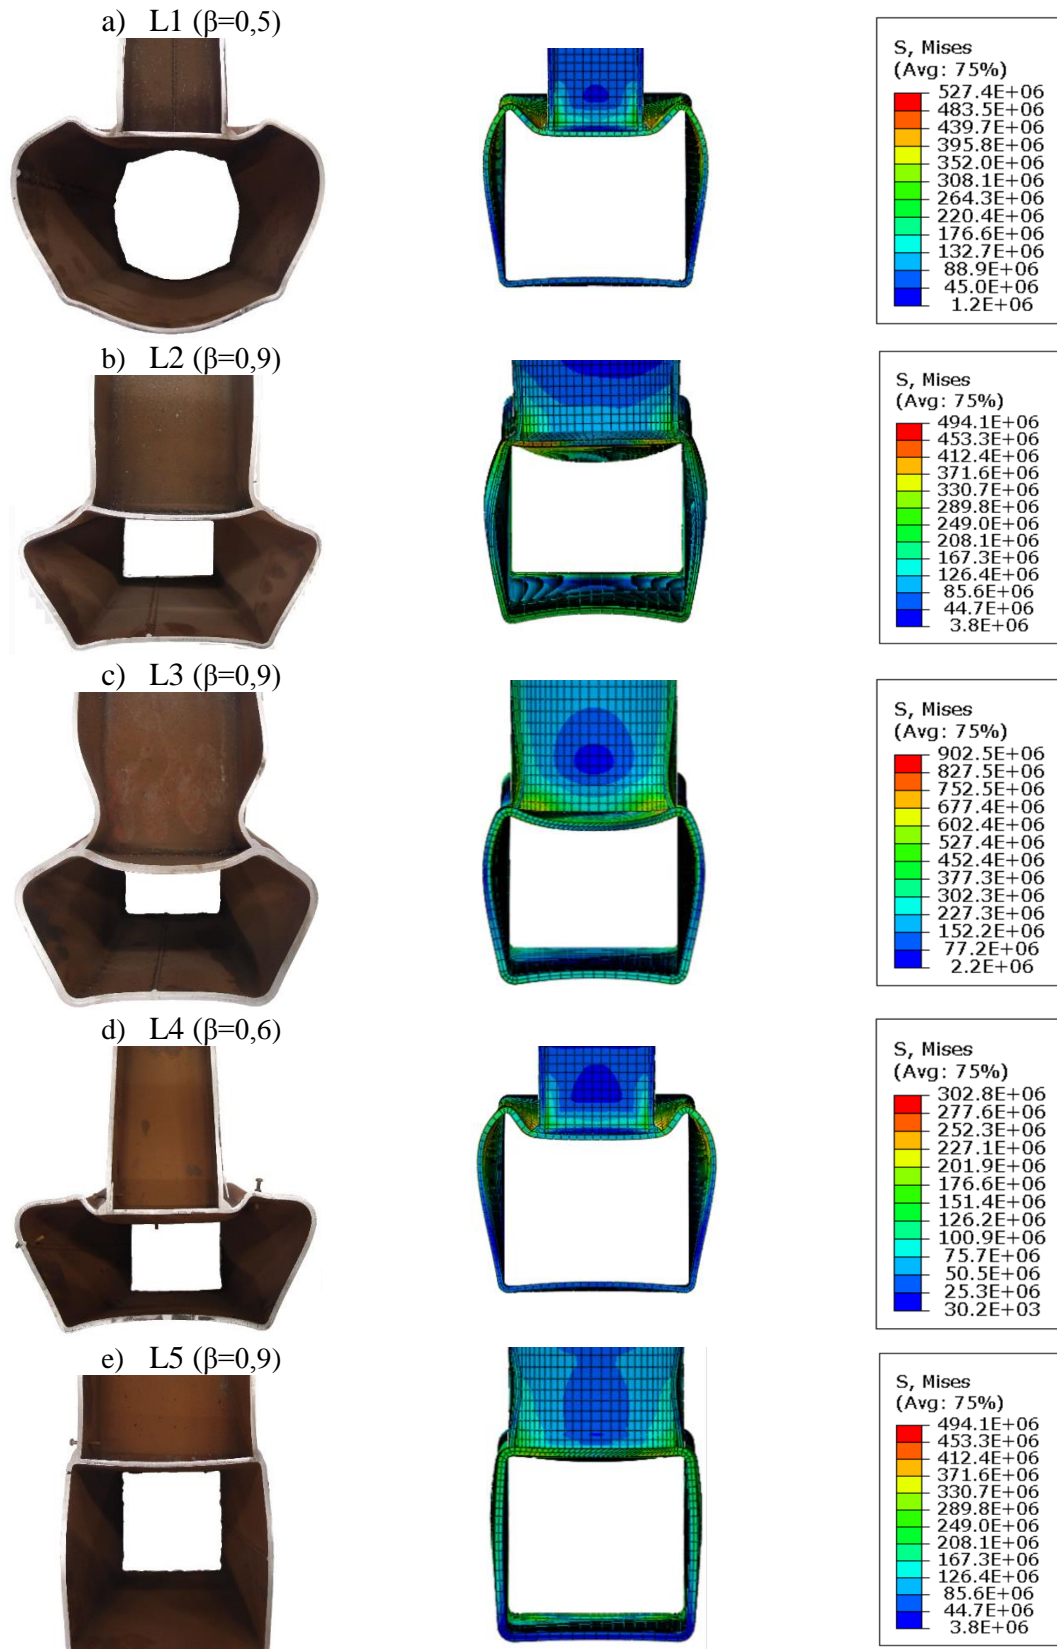 a) L1 (β=0,5)
S, Mises
(Avg: 75%)
527.4E+06
483.5E+06
439.7E+06
395.8E+06
352.0E+06
308.1E+06
264.3E+06
220.4E+06
176.6E+06
132.7E+06
88.9E+06
45.0E+06
1.2E+06
b) L2 (β=0,9)
S, Mises
(Avg: 75%)
494.1E+06
453.3E+06
412.4E+06
371.6E+06
330.7E+06
289.8E+06
249.0E+06
208.1E+06
167.3E+06
126.4E+06
85.6E+06
44.7E+06
3.8E+06
c) L3 (β=0,9)
S, Mises
(Avg: 75%)
902.5E+06
827.5E+06
752.5E+06
677.4E+06
602.4E+06
527.4E+06
452.4E+06
377.3E+06
302.3E+06
227.3E+06
152.2E+06
77.2E+06
2.2E+06
d) L4 (β=0,6)
S, Mises
(Avg: 75%)
302.8E+06
277.6E+06
252.3E+06
227.1E+06
201.9E+06
176.6E+06
151.4E+06
126.2E+06
100.9E+06
75.7E+06
50.5E+06
25.3E+06
30.2E+03
e) L5 (β=0,9)
S, Mises
(Avg: 75%)
494.1E+06
453.3E+06
412.4E+06
371.6E+06
330.7E+06
289.8E+06
249.0E+06
208.1E+06
167.3E+06
126.4E+06
85.6E+06
44.7E+06
3.8E+06